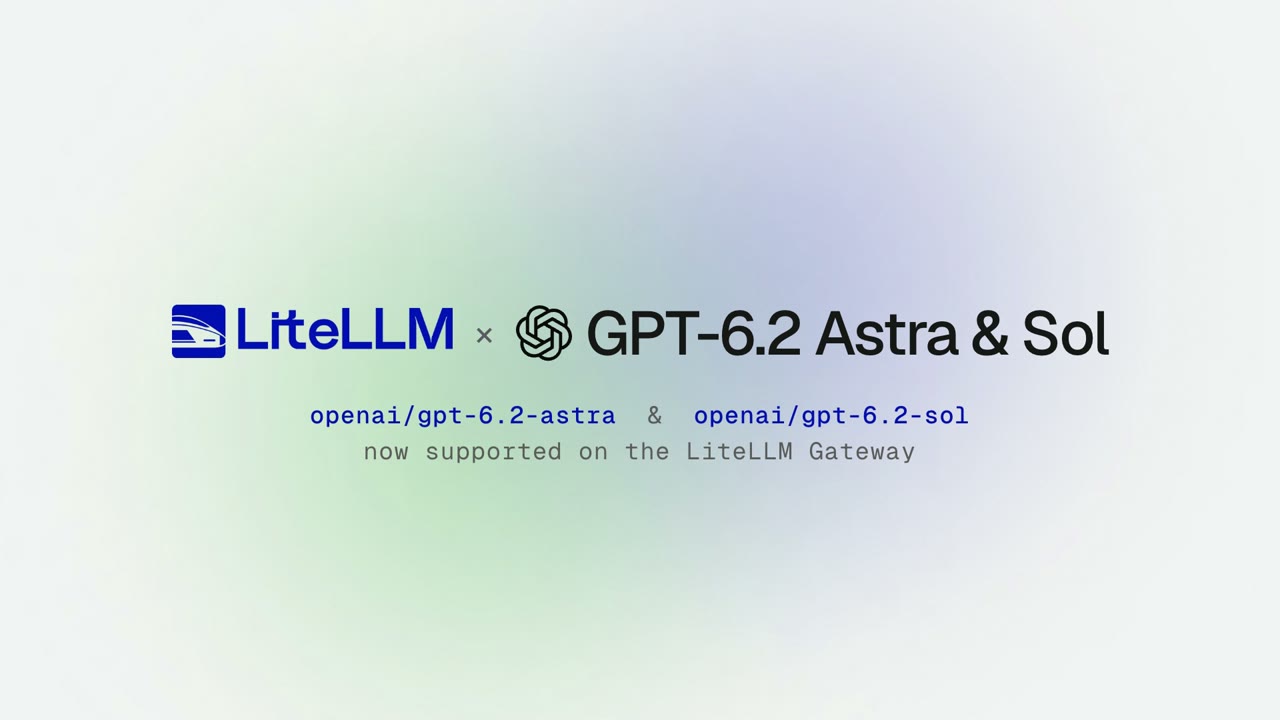 LiteLLM × GPT-6.2 Astra & Sol
openai/gpt-6.2-astra & openai/gpt-6.2-sol
now supported on the LiteLLM Gateway